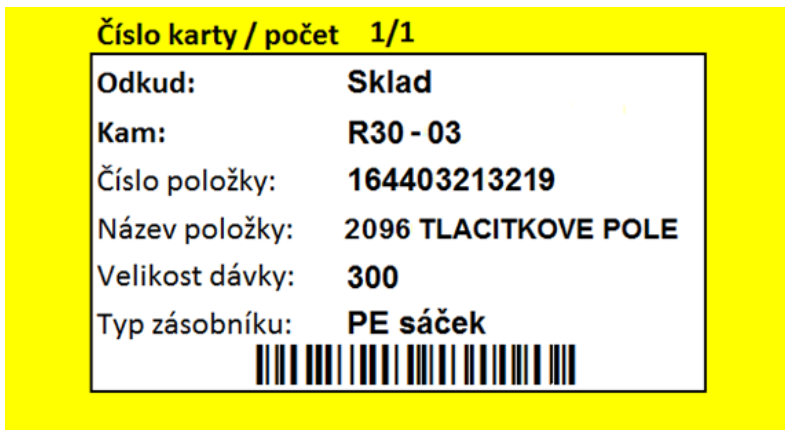 Číslo karty / počet 1/1
Odkud: Sklad
Kam: R30 - 03
Číslo položky: 164403213219
Název položky: 2096 TLACITKOVE POLE
Velikost dávky: 300
Typ zásobníku: PE sáček